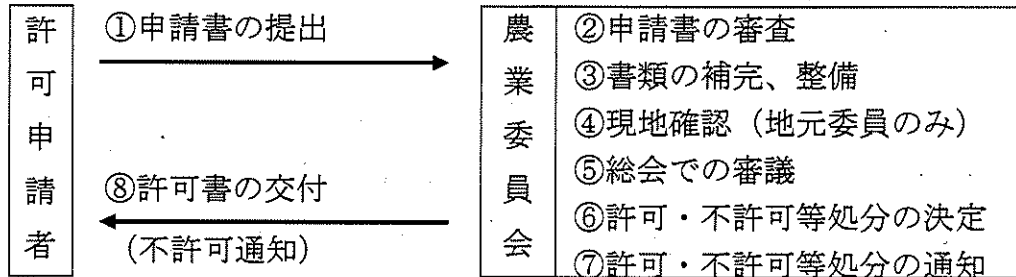 許可申請者
①申請書の提出
⑧許可書の交付
(不許可通知)
農業委員会
②申請書の審査
③書類の補完、整備
④現地確認（地元委員のみ）
⑤総会での審議
⑥許可・不許可等処分の決定
⑦許可・不許可等処分の通知